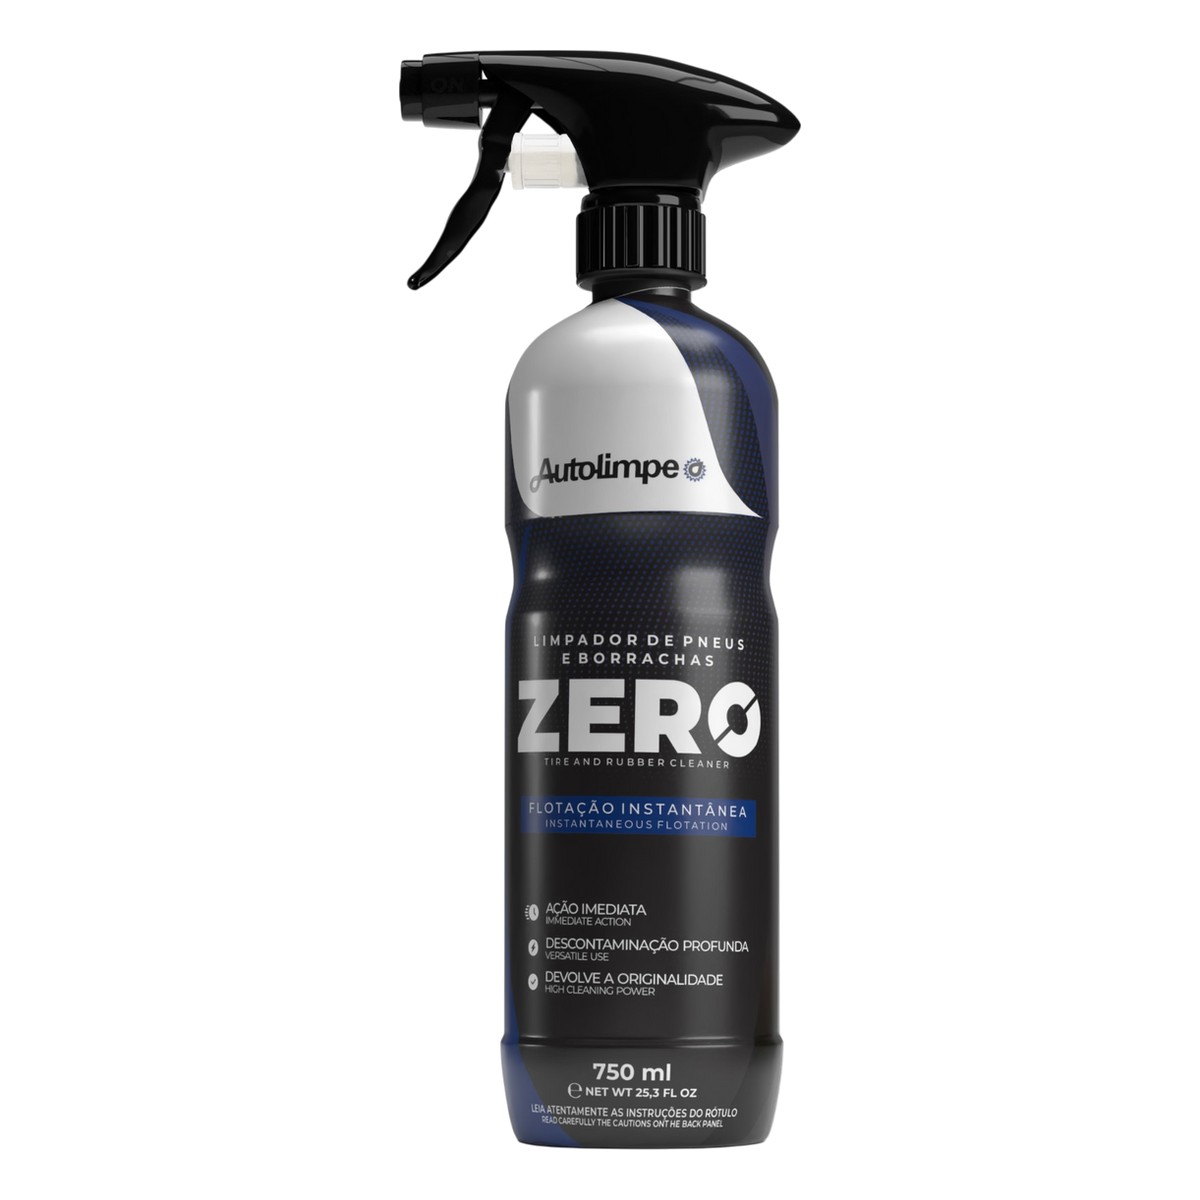 ON
Autolimpe
LIMPADOR DE PNEUS
E BORRACHAS
ZERO
TIRE AND RUBBER CLEANER
FLOTAÇÃO INSTANTÂNEA
INSTANTANEOUS FLOTATION
AÇÃO IMEDIATA
IMMEDIATE ACTION
DESCONTAMINAÇÃO PROFUNDA
VERSATILE USE
DEVOLVE A ORIGINALIDADE
HIGH CLEANING POWER
750 ml
℮ NET WT 25,3 FL OZ
LEIA ATENTAMENTE AS INSTRUÇÕES DO RÓTULO
READ CAREFULLY THE CAUTIONS ONT HE BACK PANEL